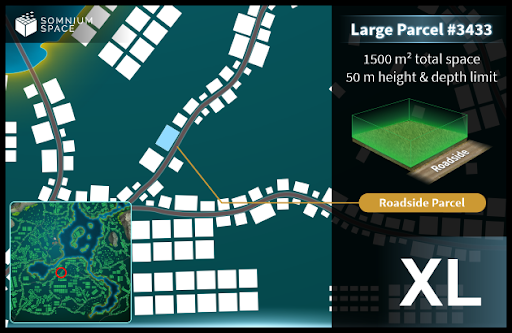 SOMNIUM
SPACE
Large Parcel #3433
1500 m² total space
50 m height & depth limit
Roadside
Roadside Parcel
XL